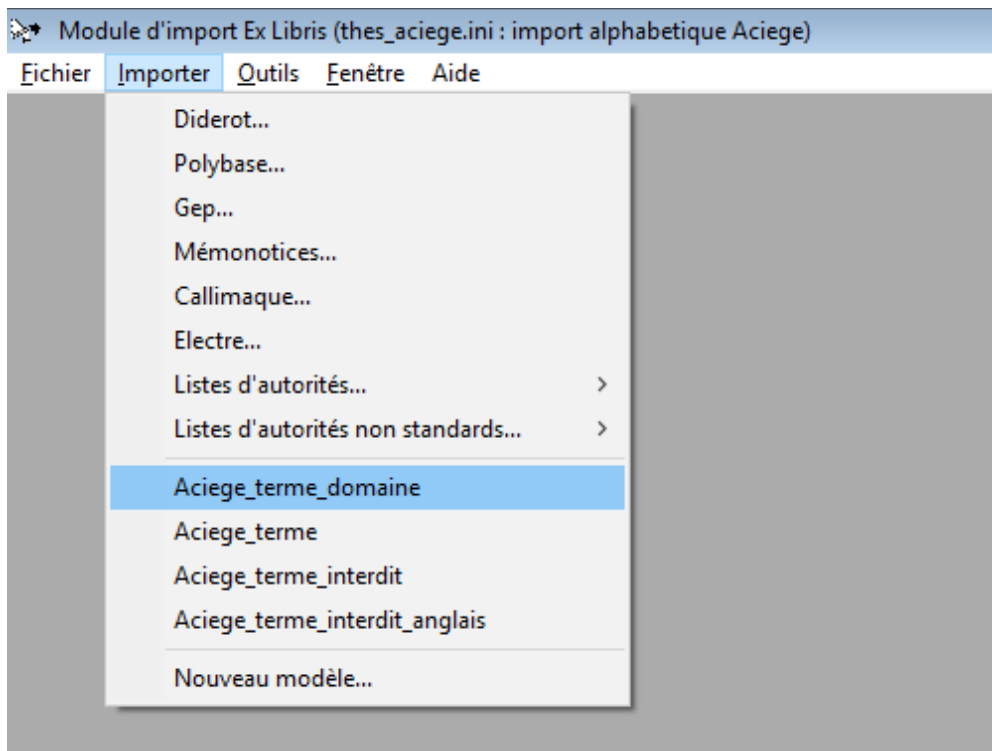 Module d'impor Ex Libris (thes_aciege.ini : import alphabetique Aciege)
Fichier Importer Outils Fenêtre Aide
Diderot...
Polybase...
Gep...
Mémonotices...
Callimaque...
Electre...
Listes d'autorités... >
Listes d'autorités non standards... >
Aciege_terme_domaine
Aciege_terme
Aciege_terme_interdit
Aciege_terme_interdit_anglais
Nouveau modèle...